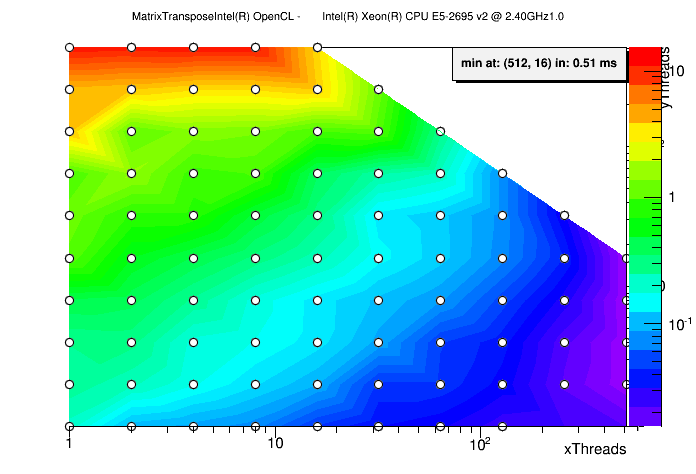 MatrixTransposeIntel(R) OpenCL - Intel(R) Xeon(R) CPU E5-2695 v2 @ 2.40GHz1.0
min at: (512, 16) in: 0.51 ms
yThreads
10
1
10-1
1
10
10²
xThreads